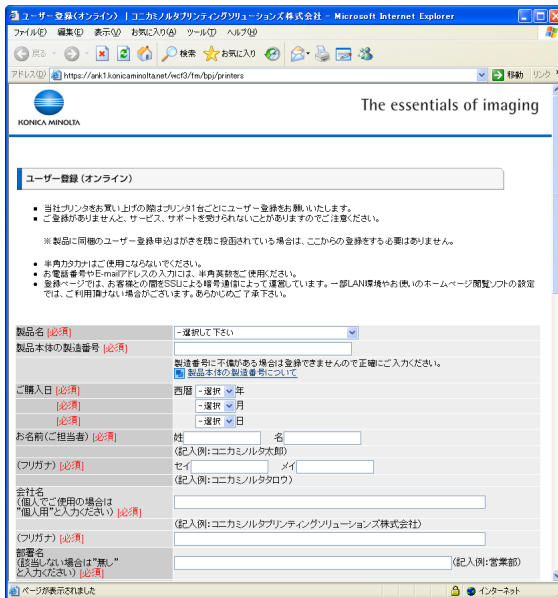 ユーザー登録(オンライン) | コニカミノルタプリンティングソリューションズ株式会社 - Microsoft Internet Explorer
ファイル(F) 編集(E) 表示(V) お気に入り(A) ツール(T) ヘルプ(H)
戻る 検索 お気に入り
アドレス(D) https://ank1.konicaminolta.net/wcf3/fm/bpj/printers 移動 リンク
KONICA MINOLTA
The essentials of imaging
ユーザー登録 (オンライン)
■ 当社プリンタをお買い上げの際はプリンタ1台ごとにユーザー登録をお願いいたします。
■ ご登録がありませんと、サービス、サポートを受けられないことがありますのでご注意ください。
※製品に同梱のユーザー登録申込はがきを既に投函されている場合は、ここからの登録をする必要はありません。
■ 半角カタカナはご使用にならないでください。
■ お電話番号やE-mailアドレスの入力には、半角英数をご使用ください。
■ 登録ページでは、お客様との間をSSLによる暗号通信によって運営しています。一部LAN環境やお使いのホームページ閲覧ソフトの設定
では、ご利用頂けない場合がございます。あらかじめご了承下さい。
製品名 [必須] - 選択して下さい
製品本体の製造番号 [必須]
製造番号に不備がある場合は登録できませんので正確にご入力ください。
製品本体の製造番号について
ご購入日 [必須] 西暦 - 選択 年
[必須] - 選択 月
[必須] - 選択 日
お名前(ご担当者) [必須] 姓 名
(記入例:コニカミノルタ太郎)
(フリガナ) [必須] セイ メイ
(記入例:コニカミノルタタロウ)
会社名
(個人でご使用の場合は
"個人用"と入力ください) [必須]
(記入例:コニカミノルタプリンティングソリューションズ株式会社)
(フリガナ) [必須]
部署名
(該当しない場合は"無し"
と入力ください) [必須] (記入例:営業部)
ページが表示されました インターネット